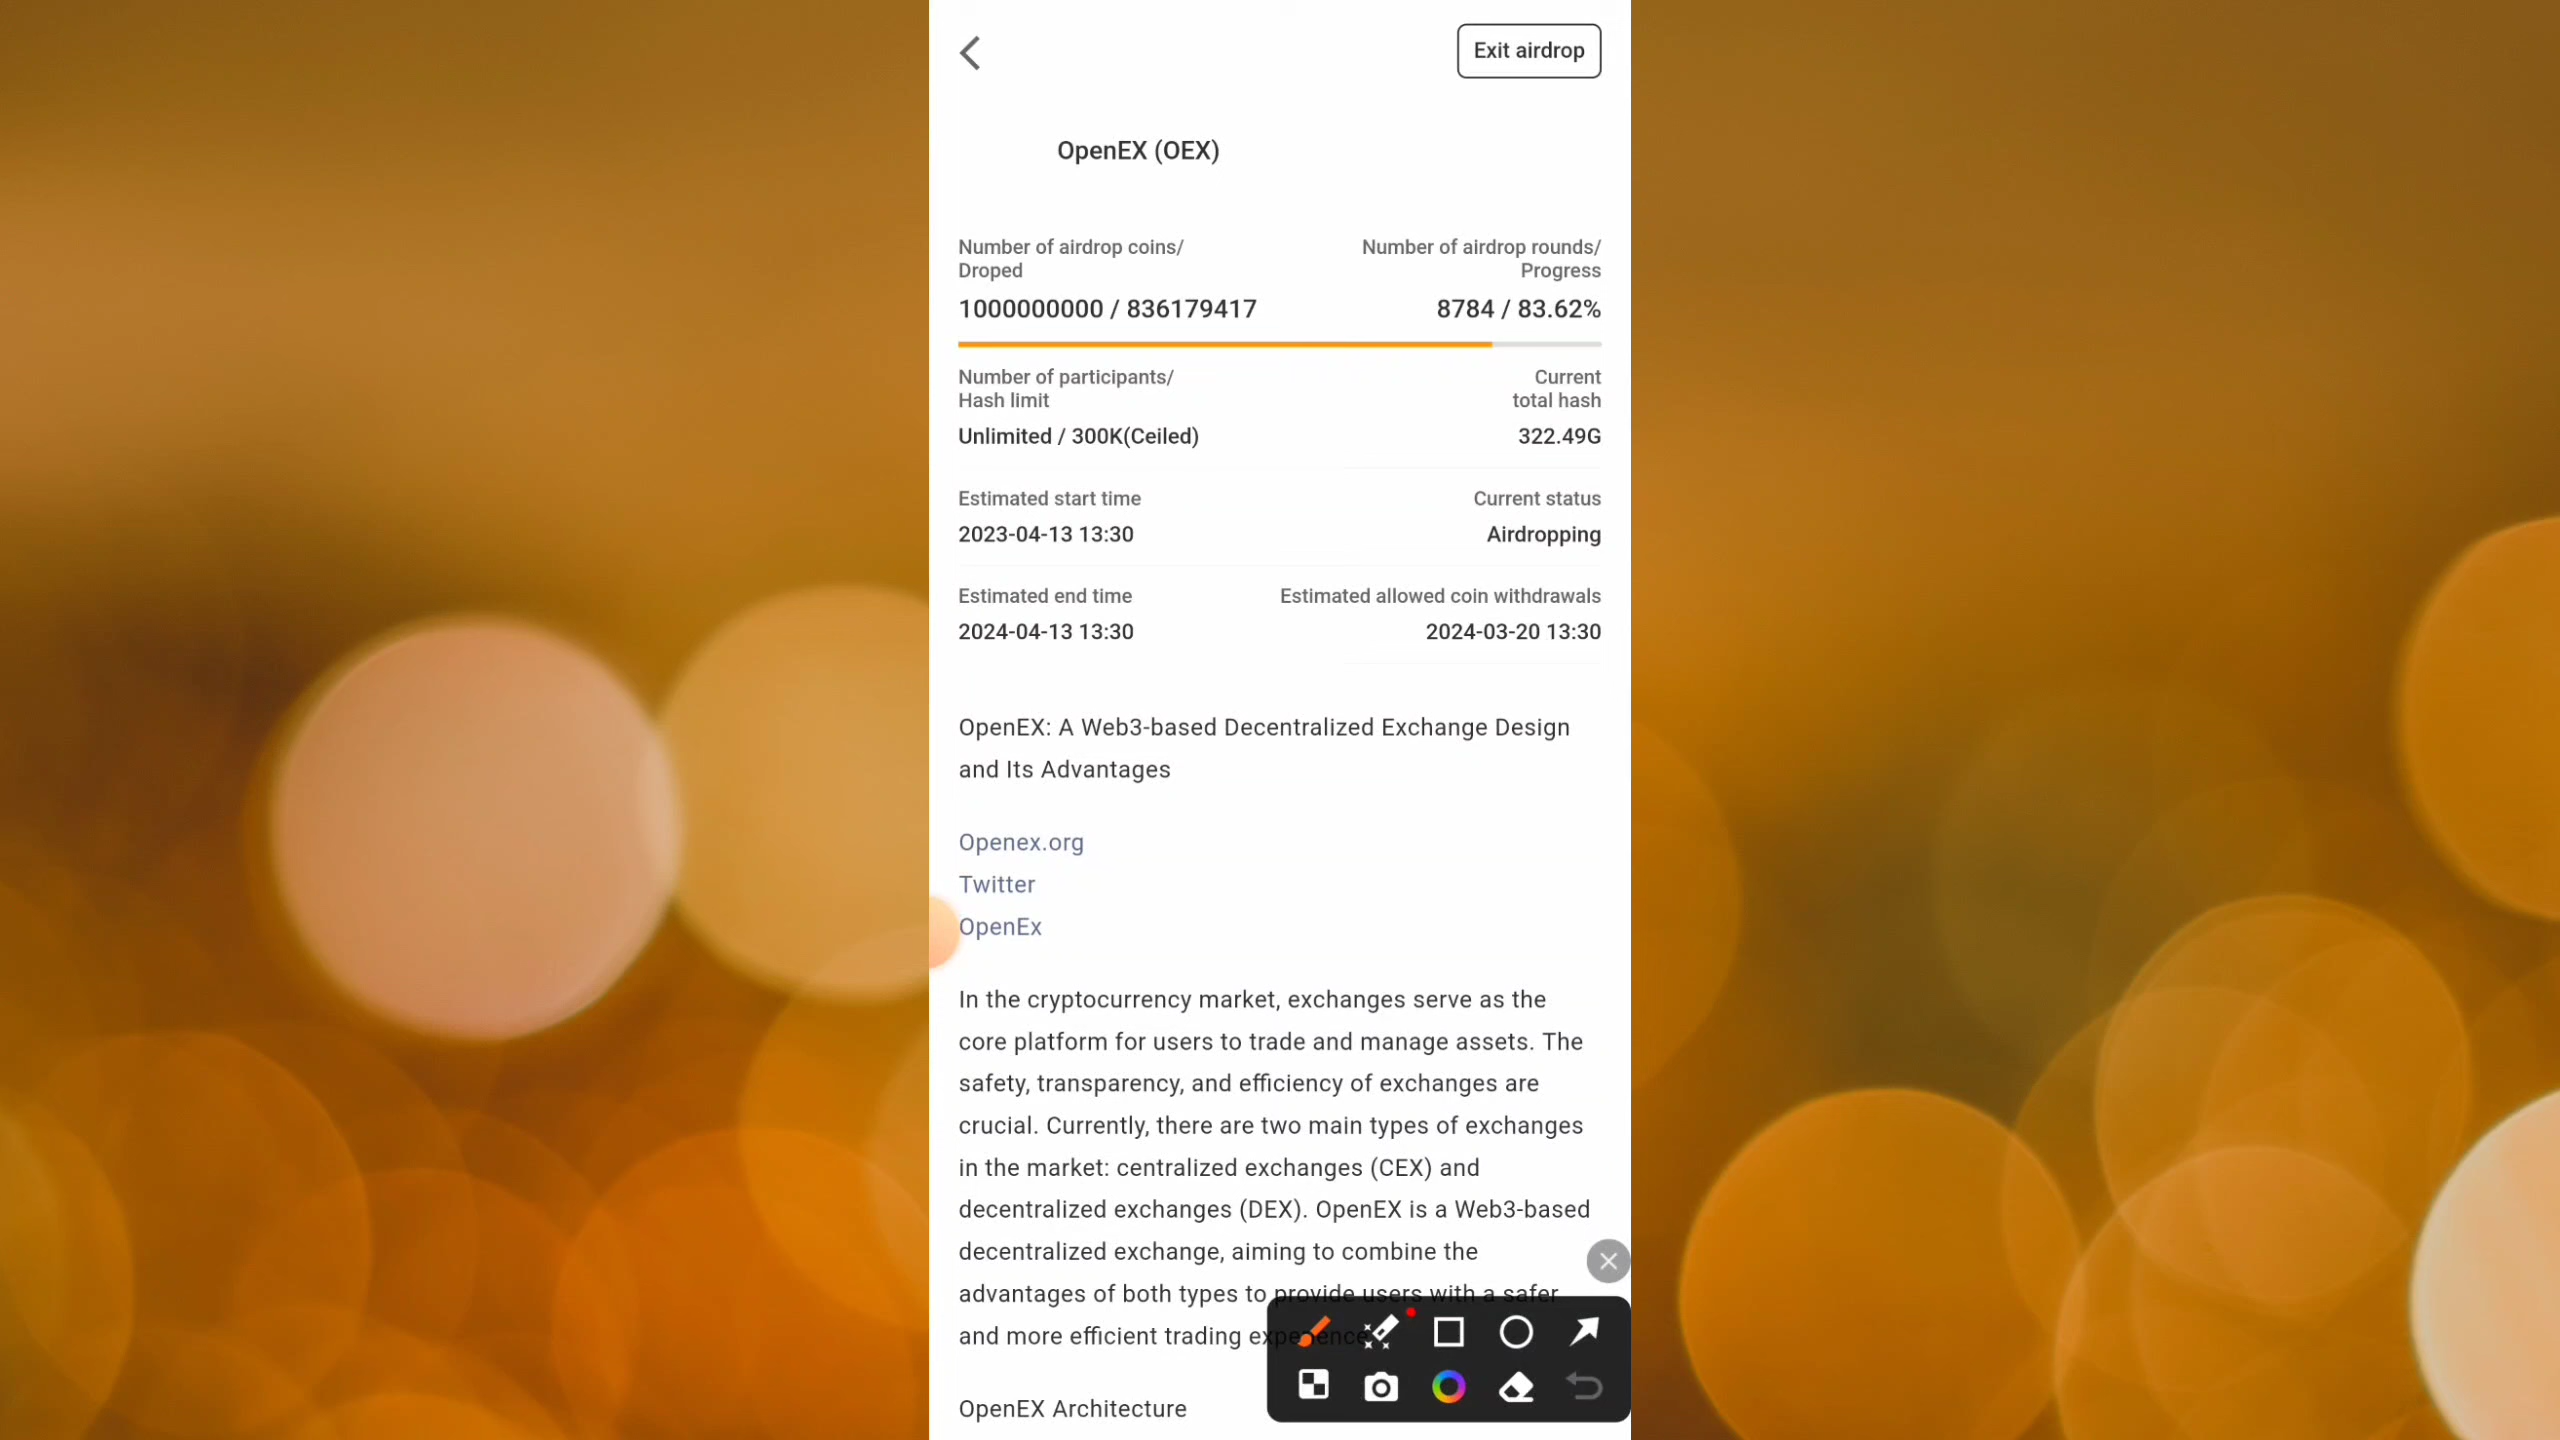 Exit airdrop
OpenEX (OEX)
Number of airdrop coins/
Droped
Number of airdrop rounds/
Progress
1000000000 / 836179417
8784 / 83.62%
Number of participants/
Hash limit
Current
total hash
Unlimited / 300K(Ceiled)
322.49G
Estimated start time
Current status
2023-04-13 13:30
Airdropping
Estimated end time
Estimated allowed coin withdrawals
2024-04-13 13:30
2024-03-20 13:30
OpenEX: A Web3-based Decentralized Exchange Design
and Its Advantages
Openex.org
Twitter
OpenEx
In the cryptocurrency market, exchanges serve as the
core platform for users to trade and manage assets. The
safety, transparency, and efficiency of exchanges are
crucial. Currently, there are two main types of exchanges
in the market: centralized exchanges (CEX) and
decentralized exchanges (DEX). OpenEX is a Web3-based
decentralized exchange, aiming to combine the
advantages of both types to provide users with a safer
and more efficient trading experience
OpenEX Architecture